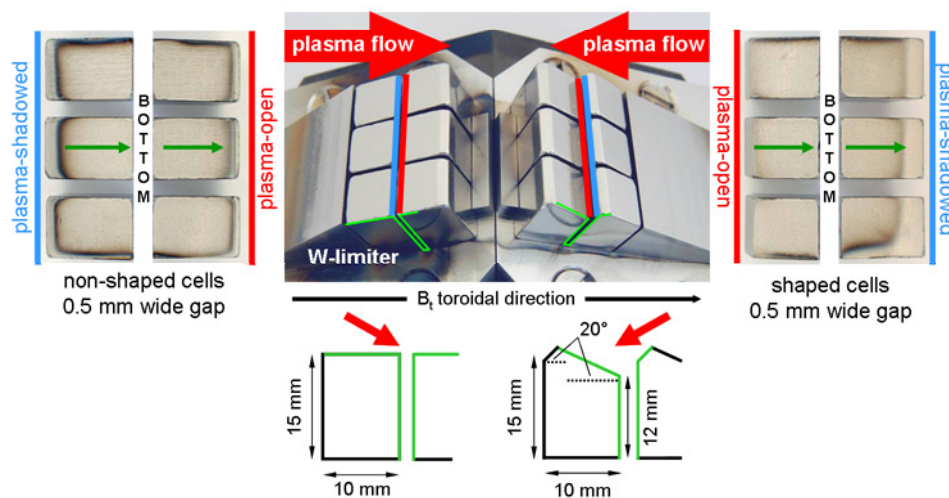 plasma flow
plasma flow
plasma-shadowed
BOTTOM
plasma-open
plasma-open
BOTTOM
plasma-shadowed
W-limiter
non-shaped cells
0.5 mm wide gap
Bt toroidal direction
shaped cells
0.5 mm wide gap
20°
15 mm
10 mm
15 mm
12 mm
10 mm